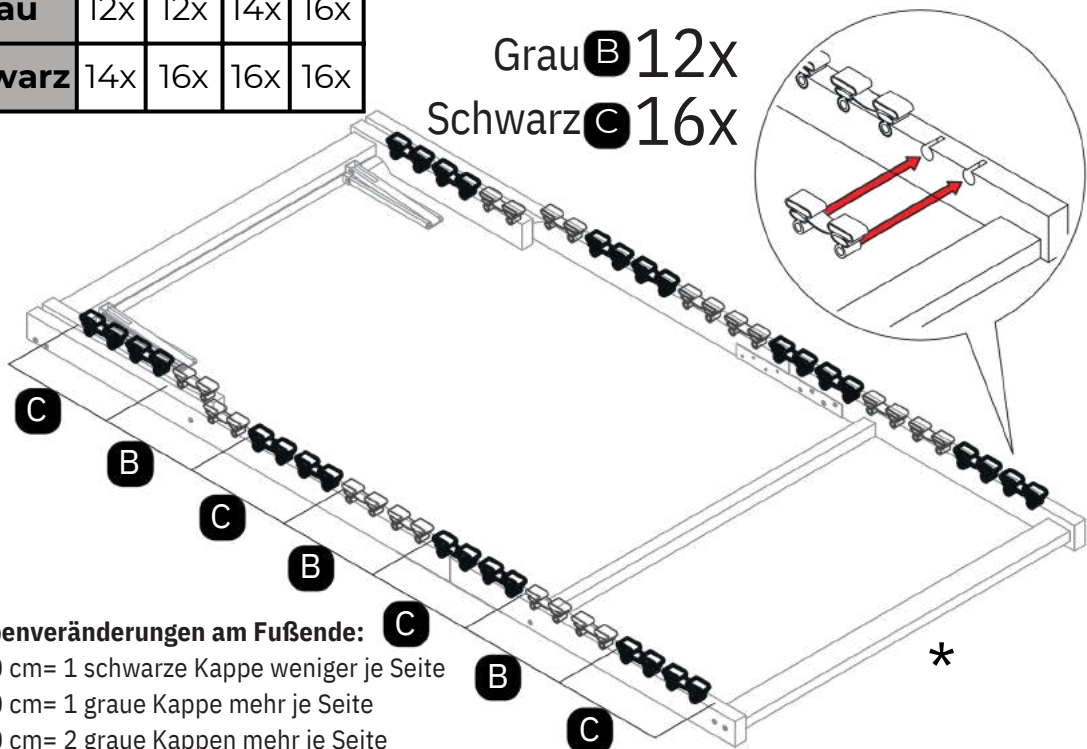 au 12x 12x 14x 16x
warz 14x 16x 16x 16x
Grau B 12x
Schwarz C 16x
C
B
C
B
C
B
C
*
penveränderungen am Fußende:
0 cm= 1 schwarze Kappe weniger je Seite
0 cm= 1 graue Kappe mehr je Seite
0 cm= 2 graue Kappen mehr je Seite